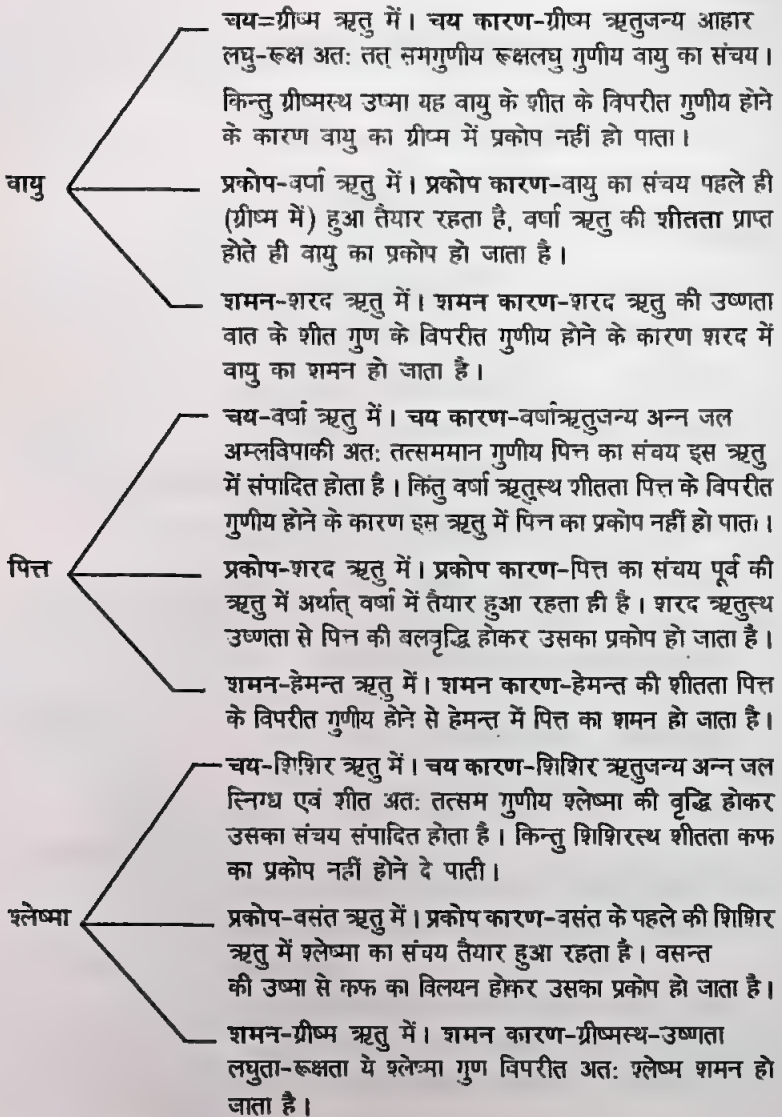 चय=ग्रीष्म ऋतु में। चय कारण-ग्रीष्म ऋतुजन्य आहार
लघु-रूक्ष अतः तत् समगुणीय रूक्षलघु गुणीय वायु का संचय।
किन्तु ग्रीष्मस्थ उष्मा यह वायु के शीत के विपरीत गुणीय होने
के कारण वायु का ग्रीष्म में प्रकोप नहीं हो पाता।
वायु
प्रकोप-वर्षा ऋतु में। प्रकोप कारण-वायु का संचय पहले ही
(ग्रीष्म में) हुआ तैयार रहता है, वर्षा ऋतु की शीतता प्राप्त
होते ही वायु का प्रकोप हो जाता है।
शमन-शरद ऋतु में। शमन कारण-शरद ऋतु की उष्णता
वात के शीत गुण के विपरीत गुणीय होने के कारण शरद में
वायु का शमन हो जाता है।
चय-वर्षा ऋतु में। चय कारण-वर्षाऋतुजन्य अन्न जल
अम्लविपाकी अतः तत्सममान गुणीय पित्त का संचय इस ऋतु
में संपादित होता है। किंतु वर्षा ऋतुस्थ शीतता पित्त के विपरीत
गुणीय होने के कारण इस ऋतु में पित्त का प्रकोप नहीं हो पाता।
पित्त
प्रकोप-शरद ऋतु में। प्रकोप कारण-पित्त का संचय पूर्व की
ऋतु में अर्थात् वर्षा में तैयार हुआ रहता ही है। शरद ऋतुस्थ
उष्णता से पित्त की बलवृद्धि होकर उसका प्रकोप हो जाता है।
शमन-हेमन्त ऋतु में। शमन कारण-हेमन्त की शीतता पित्त
के विपरीत गुणीय होने से हेमन्त में पित्त का शमन हो जाता है।
चय-शिशिर ऋतु में। चय कारण-शिशिर ऋतुजन्य अन्न जल
स्निग्ध एवं शीत अतः तत्सम गुणीय श्लेष्मा की वृद्धि होकर
उसका संचय संपादित होता है। किन्तु शिशिरस्थ शीतता कफ
का प्रकोप नहीं होने दे पाती।
श्लेष्मा
प्रकोप-वसंत ऋतु में। प्रकोप कारण-वसंत के पहले की शिशिर
ऋतु में श्लेष्मा का संचय तैयार हुआ रहता है। वसन्त
की उष्मा से कफ का विलयन होकर उसका प्रकोप हो जाता है।
शमन-ग्रीष्म ऋतु में। शमन कारण-ग्रीष्मस्थ-उष्णता
लघुता-रूक्षता ये श्लेष्मा गुण विपरीत अतः श्लेष्म शमन हो
जाता है।